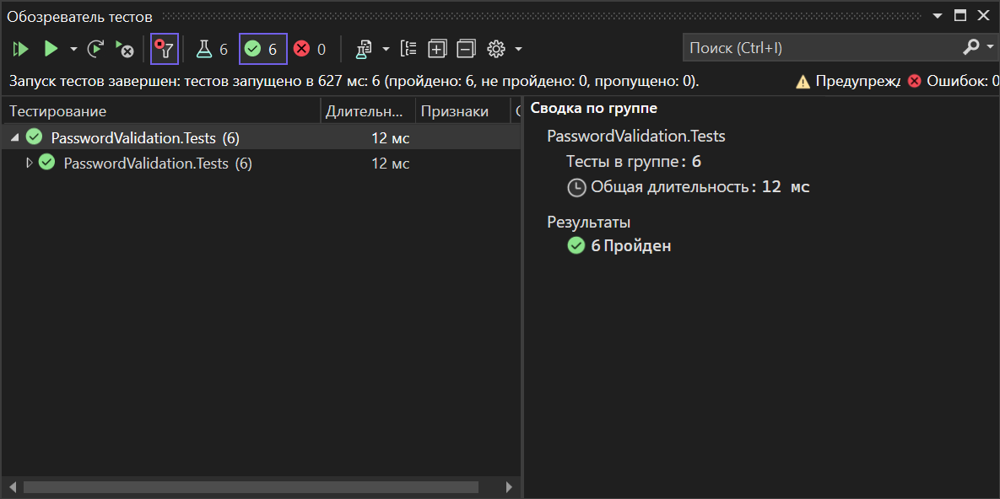 Обозреватель тестов
6 6 0 Поиск (Ctrl+I)
Запуск тестов завершен: тестов запущено в 627 мс: 6 (пройдено: 6, не пройдено: 0, пропущено: 0). Предупрежд Ошибок: 0
Тестирование Длительн... Признаки
PasswordValidation.Tests (6) 12 мс
PasswordValidation.Tests (6) 12 мс
Сводка по группе
PasswordValidation.Tests
Тесты в группе: 6
Общая длительность: 12 мс
Результаты
6 Пройден